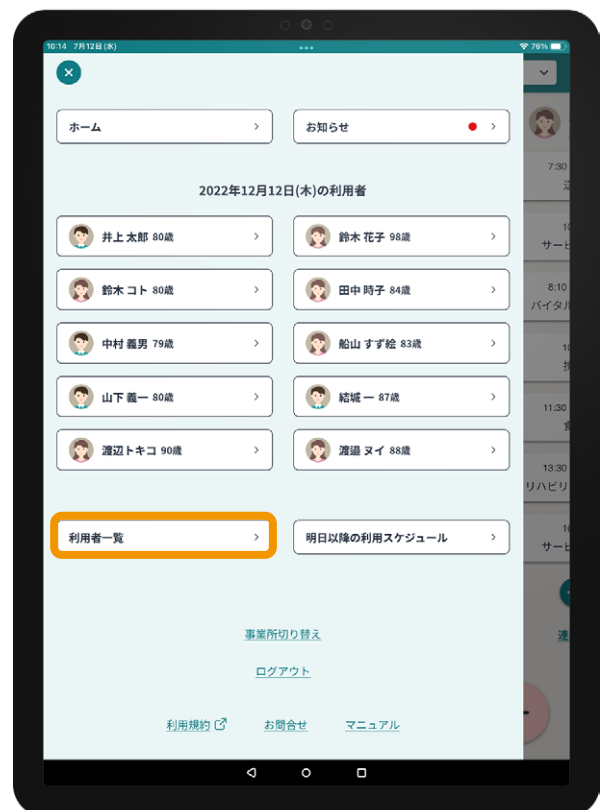 10:14 7月12日(水)
76%
ホーム
お知らせ
2022年12月12日(木)の利用者
井上 太郎 80歳
鈴木 花子 98歳
鈴木 コト 80歳
田中 時子 84歳
中村 義男 79歳
船山 すず絵 83歳
山下 義一 80歳
結城 一 87歳
渡辺トキコ 90歳
渡邉 ヌイ 88歳
利用者一覧
明日以降の利用スケジュール
事業所切り替え
ログアウト
利用規約
お問合せ
マニュアル
7:30
サービ
8:10
バイタル
11:30
13:30
リハビリ
サービ